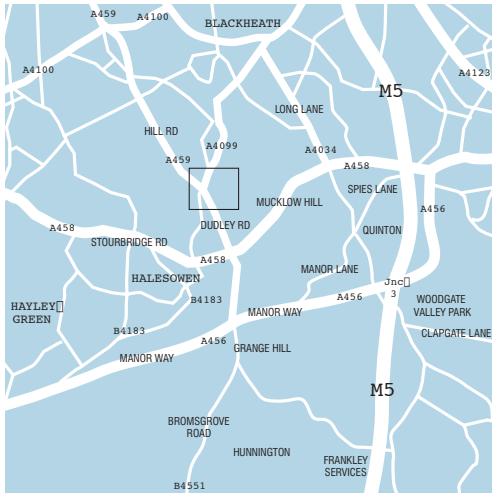 A459
A4100
BLACKHEATH
A4100
A4123
M5
LONG LANE
HILL RD
A4099
A4034
A459
A458
SPIES LANE
MUCKLOW HILL
A456
DUDLEY RD
A458
QUINTON
STOURBRIDGE RD
A458
MANOR LANE
HALESOWEN
Jnc
3
A456
B4183
WOODGATE
VALLEY PARK
HAYLEY
GREEN
MANOR WAY
B4183
CLAPGATE LANE
A456
GRANGE HILL
MANOR WAY
M5
BROMSGROVE
ROAD
HUNNINGTON
FRANKLEY
SERVICES
B4551